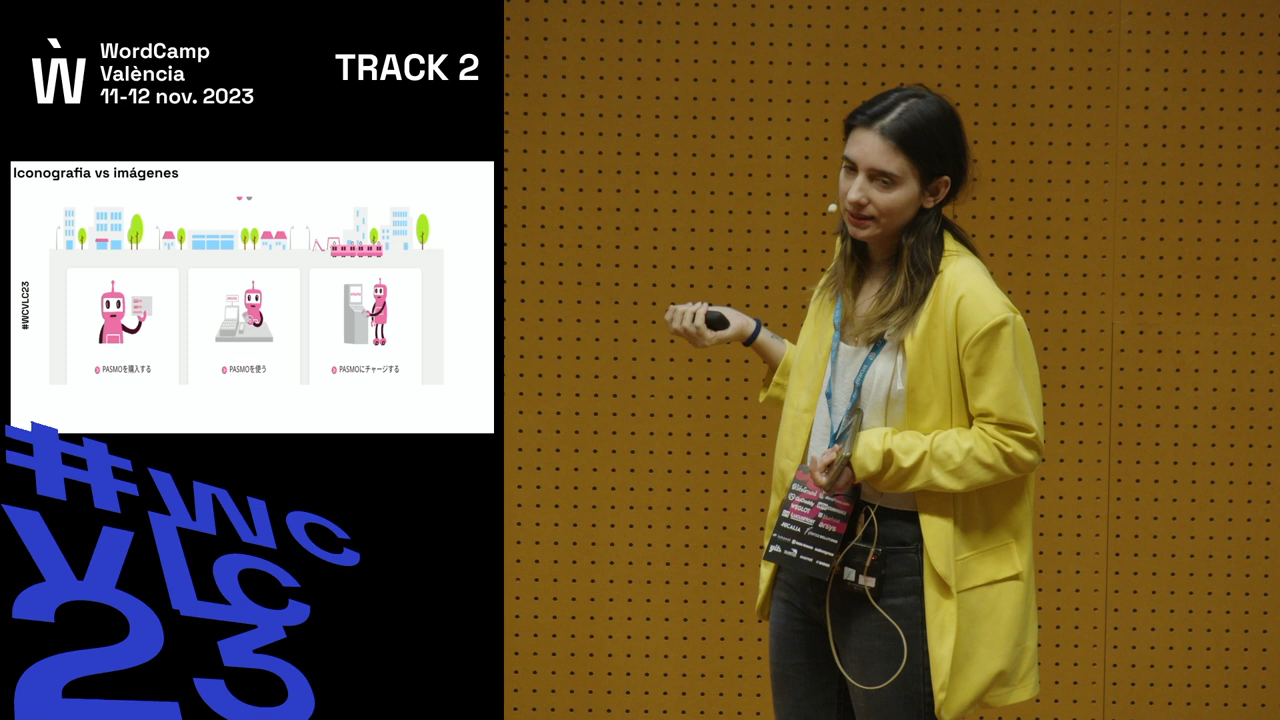 WordCamp
València
11-12 nov. 2023
TRACK 2
Iconografia vs imágenes
#WCVLC23
PASMOを購入する
PASMOを使う
PASMOにチャージする
#WC
VLC
23
WEGLOT
LUCUSHOST